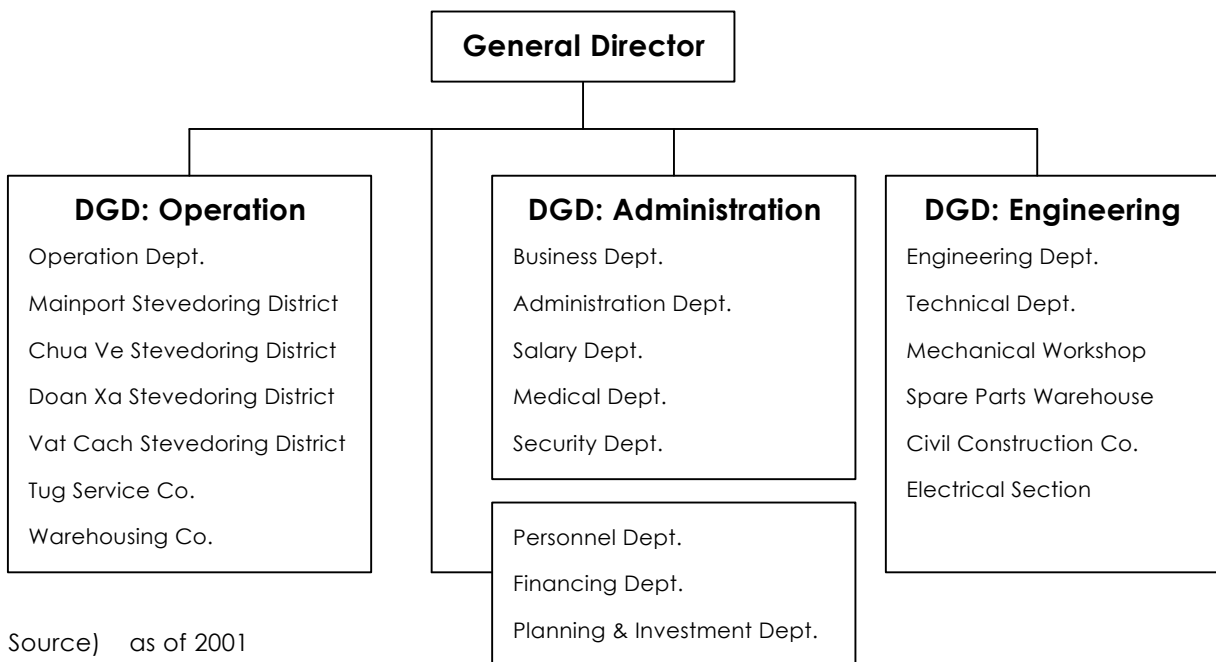 General Director
DGD: Operation
Operation Dept.
Mainport Stevedoring District
Chua Ve Stevedoring District
Doan Xa Stevedoring District
Vat Cach Stevedoring District
Tug Service Co.
Warehousing Co.
DGD: Administration
Business Dept.
Administration Dept.
Salary Dept.
Medical Dept.
Security Dept.
Personnel Dept.
Financing Dept.
Planning & Investment Dept.
DGD: Engineering
Engineering Dept.
Technical Dept.
Mechanical Workshop
Spare Parts Warehouse
Civil Construction Co.
Electrical Section
Source) as of 2001